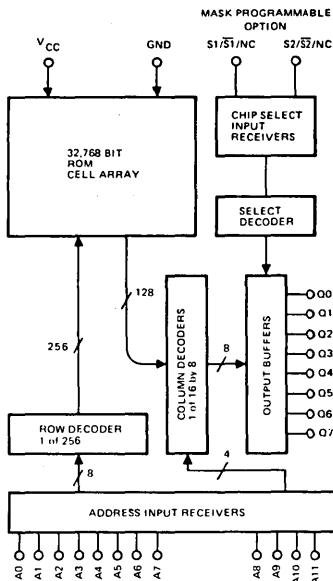 MASK PROGRAMMABLE
OPTION
VCC
GND
S1/S̅1̅/NC
S2/S̅2̅/NC
32,768 BIT
ROM
CELL ARRAY
CHIP SELECT
INPUT
RECEIVERS
SELECT
DECODER
128
256
COLUMN DECODERS
1 of 16 by 8
8
OUTPUT BUFFERS
Q0
Q1
Q2
Q3
Q4
Q5
Q6
Q7
ROW DECODER
1 of 256
8
4
ADDRESS INPUT RECEIVERS
A0
A1
A2
A3
A4
A5
A6
A7
A8
A9
A10
A11